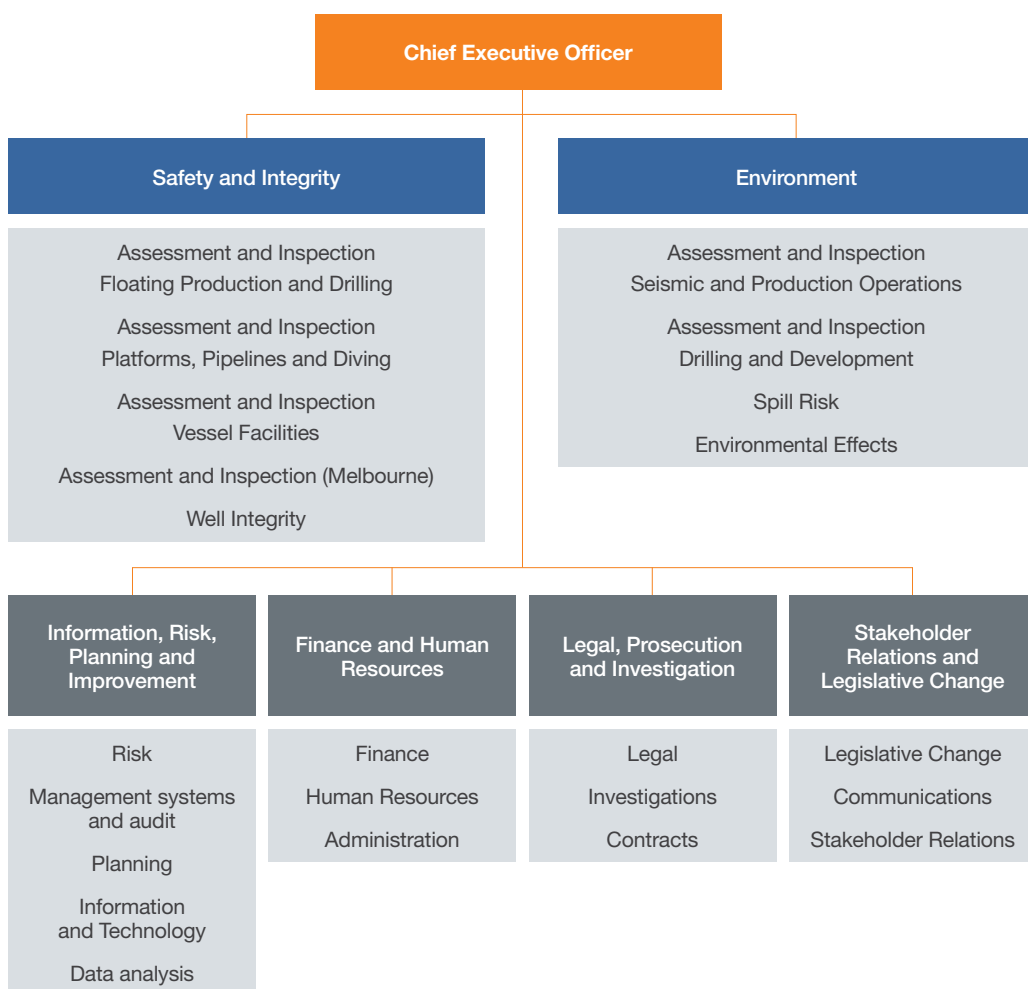 Chief Executive Officer
Safety and Integrity
Assessment and Inspection
Floating Production and Drilling
Assessment and Inspection
Platforms, Pipelines and Diving
Assessment and Inspection
Vessel Facilities
Assessment and Inspection (Melbourne)
Well Integrity
Environment
Assessment and Inspection
Seismic and Production Operations
Assessment and Inspection
Drilling and Development
Spill Risk
Environmental Effects
Information, Risk,
Planning and
Improvement
Risk
Management systems
and audit
Planning
Information
and Technology
Data analysis
Finance and Human
Resources
Finance
Human Resources
Administration
Legal, Prosecution
and Investigation
Legal
Investigations
Contracts
Stakeholder
Relations and
Legislative Change
Legislative Change
Communications
Stakeholder Relations